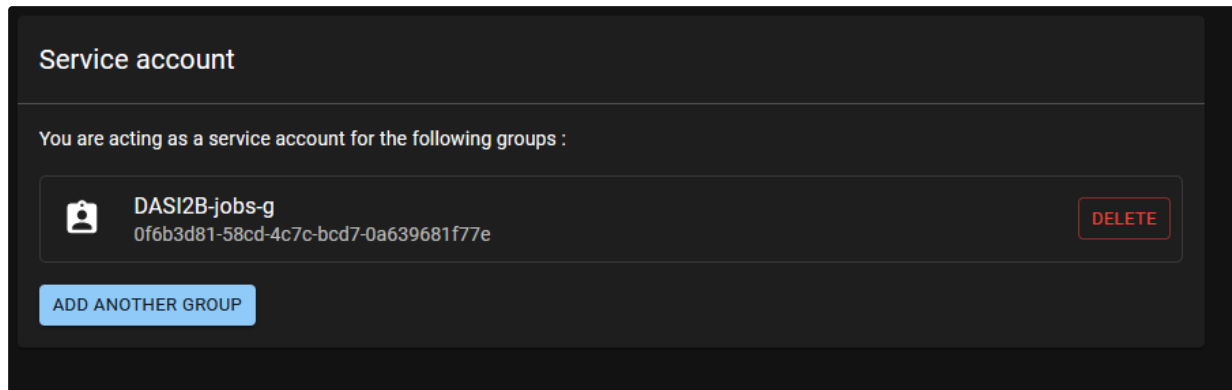 Service account
You are acting as a service account for the following groups :
DASI2B-jobs-g
0f6b3d81-58cd-4c7c-bcd7-0a639681f77e
DELETE
ADD ANOTHER GROUP